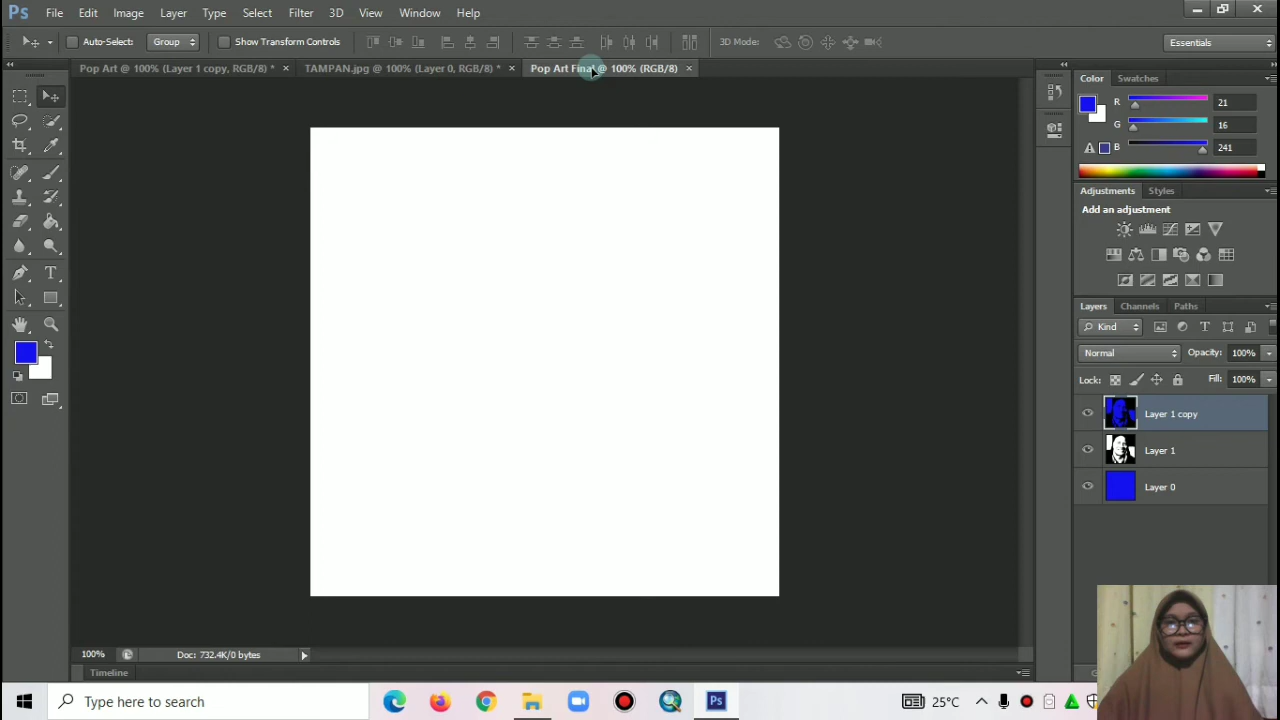 Ps File Edit Image Layer Type Select Filter 3D View Window Help
Auto-Select: Group Show Transform Controls 3D Mode: Essentials
Pop Art @ 100% (Layer 1 copy, RGB/8) * × TAMPAN.jpg @ 100% (Layer 0, RGB/8) * × Pop Art Final @ 100% (RGB/8) ×
Color Swatches
R 21
G 16
B 241
Adjustments Styles
Add an adjustment
Layers Channels Paths
Kind
Normal Opacity: 100%
Lock: Fill: 100%
Layer 1 copy
Layer 1
Layer 0
100% Doc: 732.4K/0 bytes
Timeline
Type here to search Ps 25°C